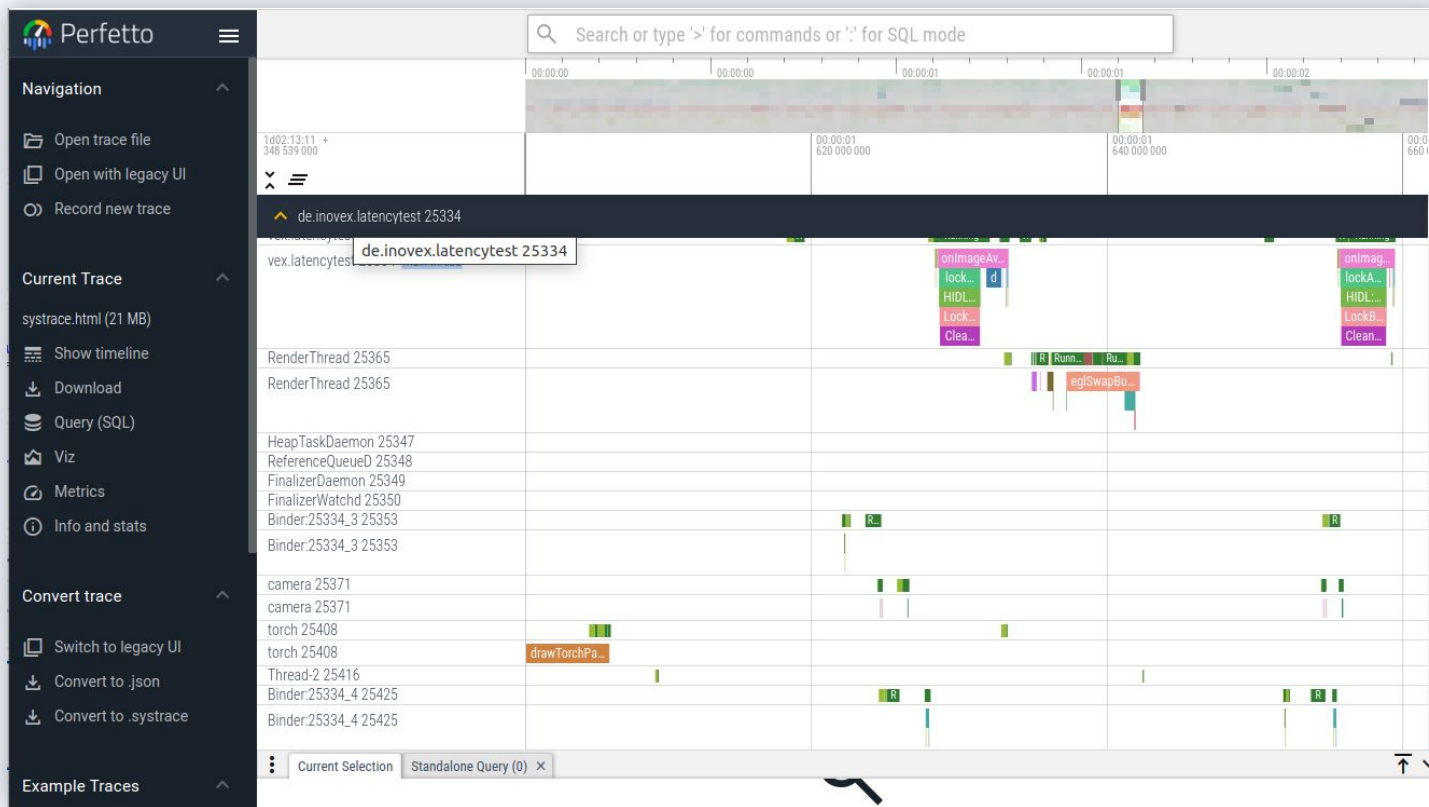 Perfetto
Search or type '>' for commands or ':' for SQL mode
Navigation
Open trace file
Open with legacy UI
Record new trace
Current Trace
systrace.html (21 MB)
Show timeline
Download
Query (SQL)
Viz
Metrics
Info and stats
Convert trace
Switch to legacy UI
Convert to .json
Convert to .systrace
Example Traces
00:00:00 00:00:00 00:00:01 00:00:01 00:00:02
1d02:13:11 + 00:00:01 00:00:01 00:0
348 539 000 620 000 000 640 000 000 660
de.inovex.latencytest 25334
de.inovex.latencytest 25334
vex.latencytest
onImageAv... onImag...
lock... d lockA...
HIDL... HIDL:...
Lock... LockB...
Clea... Clean...
RenderThread 25365 R Runn... Ru...
RenderThread 25365 eglSwapBu...
HeapTaskDaemon 25347
ReferenceQueueD 25348
FinalizerDaemon 25349
FinalizerWatchd 25350
Binder:25334_3 25353 R... R
Binder:25334_3 25353
camera 25371
camera 25371
torch 25408
torch 25408 drawTorchPa...
Thread-2 25416
Binder:25334_4 25425 R R
Binder:25334_4 25425
Current Selection Standalone Query (0) ×